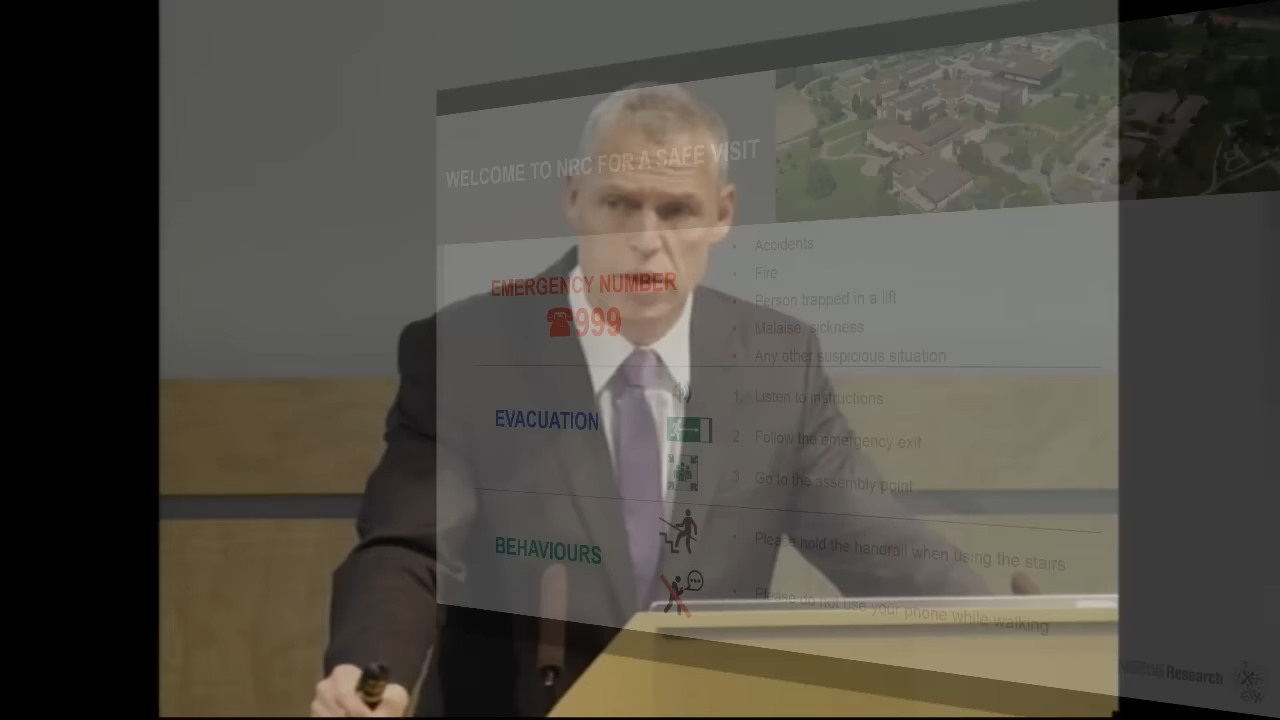 WELCOME TO NRC FOR A SAFE VISIT
EMERGENCY NUMBER
999
• Accidents
• Fire
• Person trapped in a lift
• Malaise, sickness
• Any other suspicious situation
EVACUATION
1. Listen to instructions
2. Follow the emergency exit
3. Go to the assembly point
BEHAVIOURS
• Please hold the handrail when using the stairs
• Please do not use your phone while walking
Research